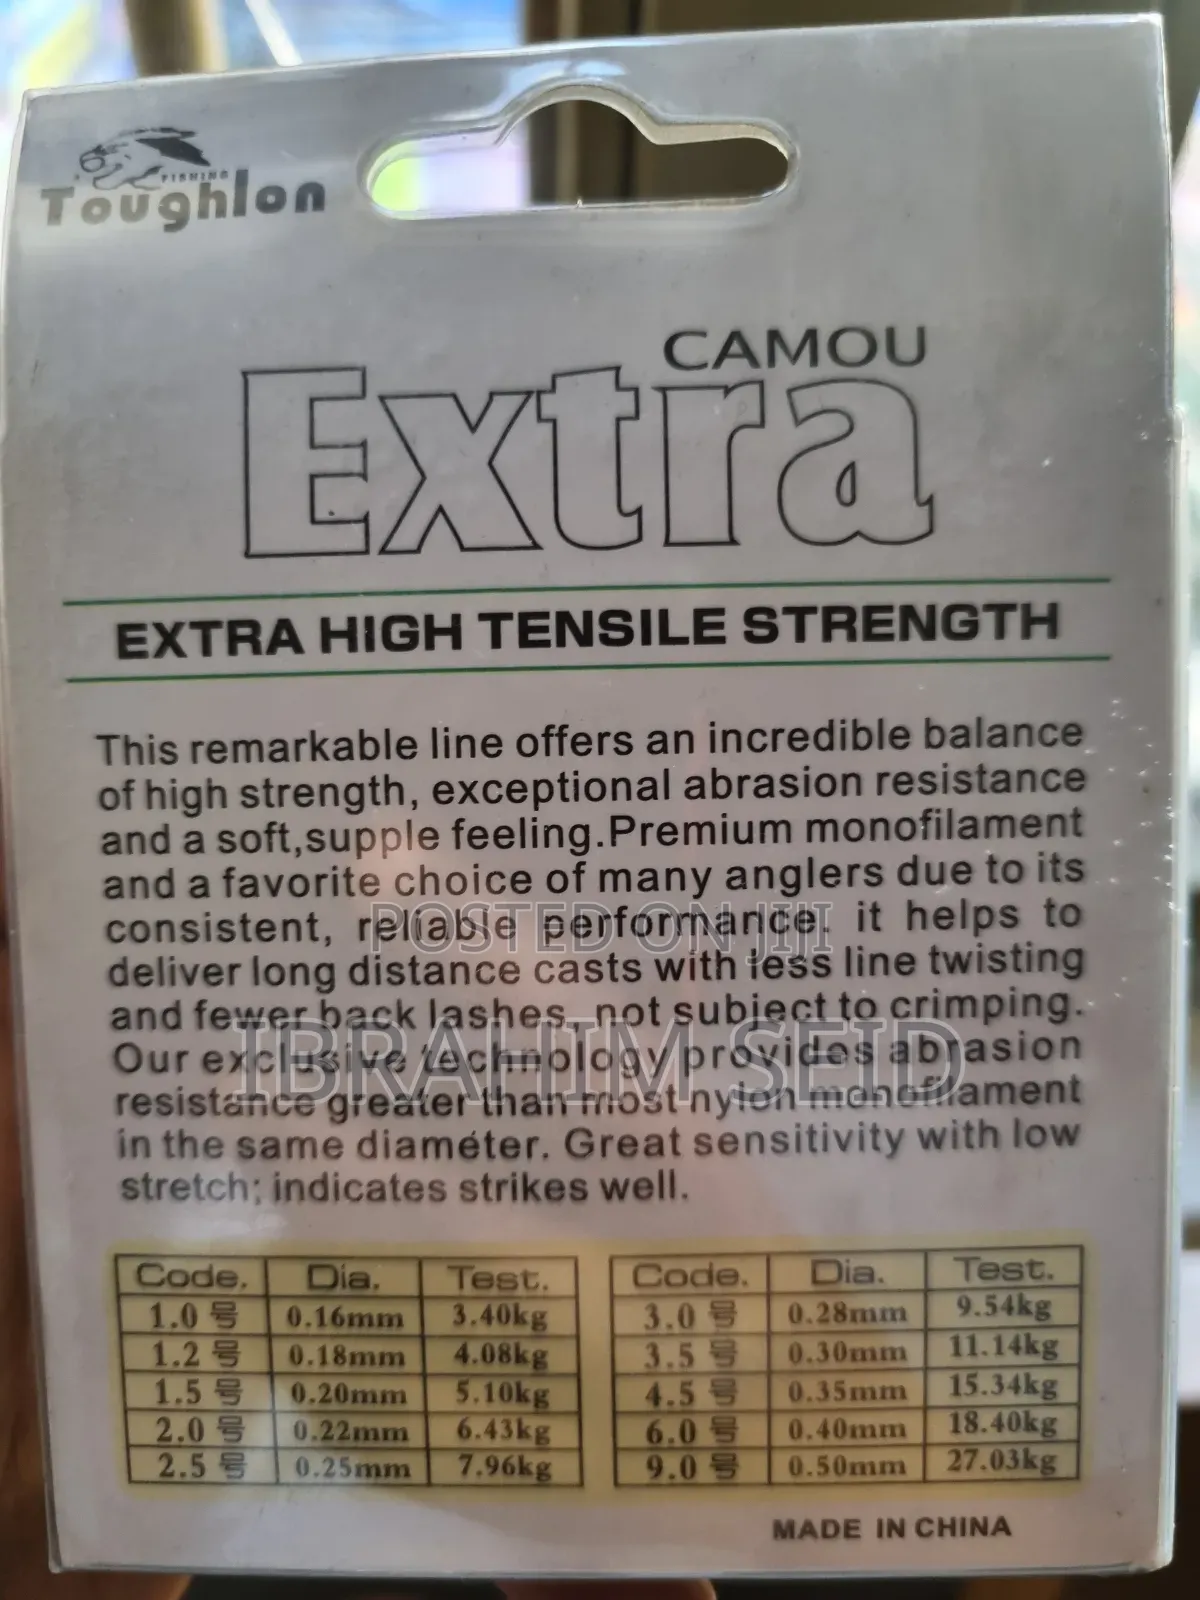 FISHING
Toughlon
CAMOU
Extra
EXTRA HIGH TENSILE STRENGTH
This remarkable line offers an incredible balance
of high strength, exceptional abrasion resistance
and a soft,supple feeling.Premium monofilament
and a favorite choice of many anglers due to its
consistent, reliable performance. it helps to
POSTED ON JIJI
deliver long distance casts with less line twisting
and fewer back lashes, not subject to crimping.
IBRAHIM SEID
Our exclusive technology provides abrasion
resistance greater than most nylon monofilament
in the same diameter. Great sensitivity with low
stretch; indicates strikes well.
Code. Dia. Test. Code. Dia. Test.
1.0号 0.16mm 3.40kg 3.0号 0.28mm 9.54kg
1.2号 0.18mm 4.08kg 3.5号 0.30mm 11.14kg
1.5号 0.20mm 5.10kg 4.5号 0.35mm 15.34kg
2.0号 0.22mm 6.43kg 6.0号 0.40mm 18.40kg
2.5号 0.25mm 7.96kg 9.0号 0.50mm 27.03kg
MADE IN CHINA